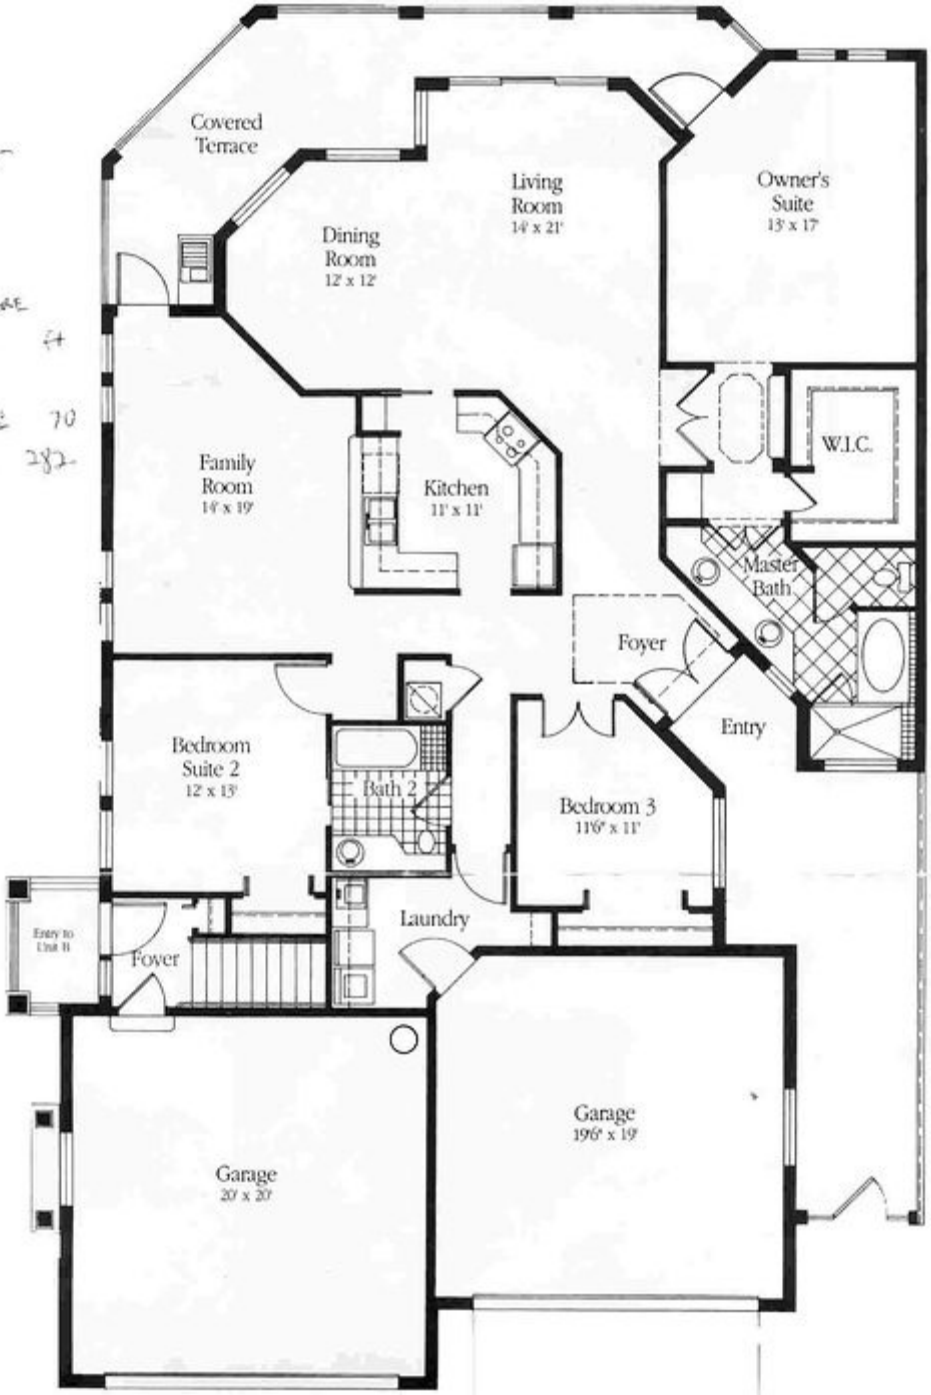 Covered
Terrace
Living
Room
14' x 21'
Owner's
Suite
13' x 17'
Dining
Room
12' x 12'
70
282
Family
Room
14' x 19'
Kitchen
11' x 11'
W.I.C.
Master
Bath
Foyer
Entry
Bedroom
Suite 2
12' x 13'
Bath 2
Bedroom 3
11'6" x 11'
Laundry
Entry to
Unit B
Foyer
Garage
19'6" x 19'
Garage
20' x 20'